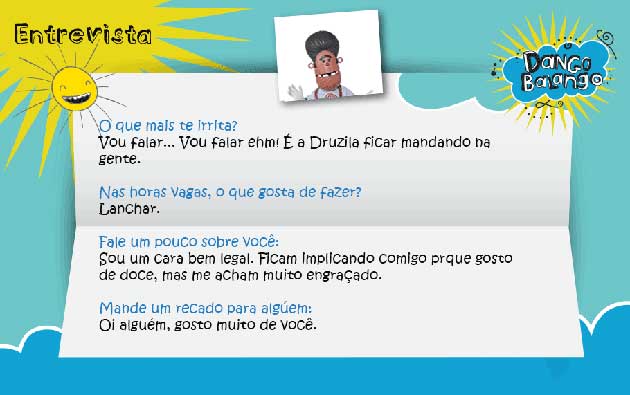 Entrevista
Dango
Balango
O que mais te irrita?
Vou falar... Vou falar ehm! É a Druzila ficar mandando na
gente.
Nas horas vagas, o que gosta de fazer?
Lanchar.
Fale um pouco sobre você:
Sou um cara bem legal. Ficam implicando comigo prque gosto
de doce, mas me acham muito engraçado.
Mande um recado para algúem:
Oi alguém, gosto muito de você.